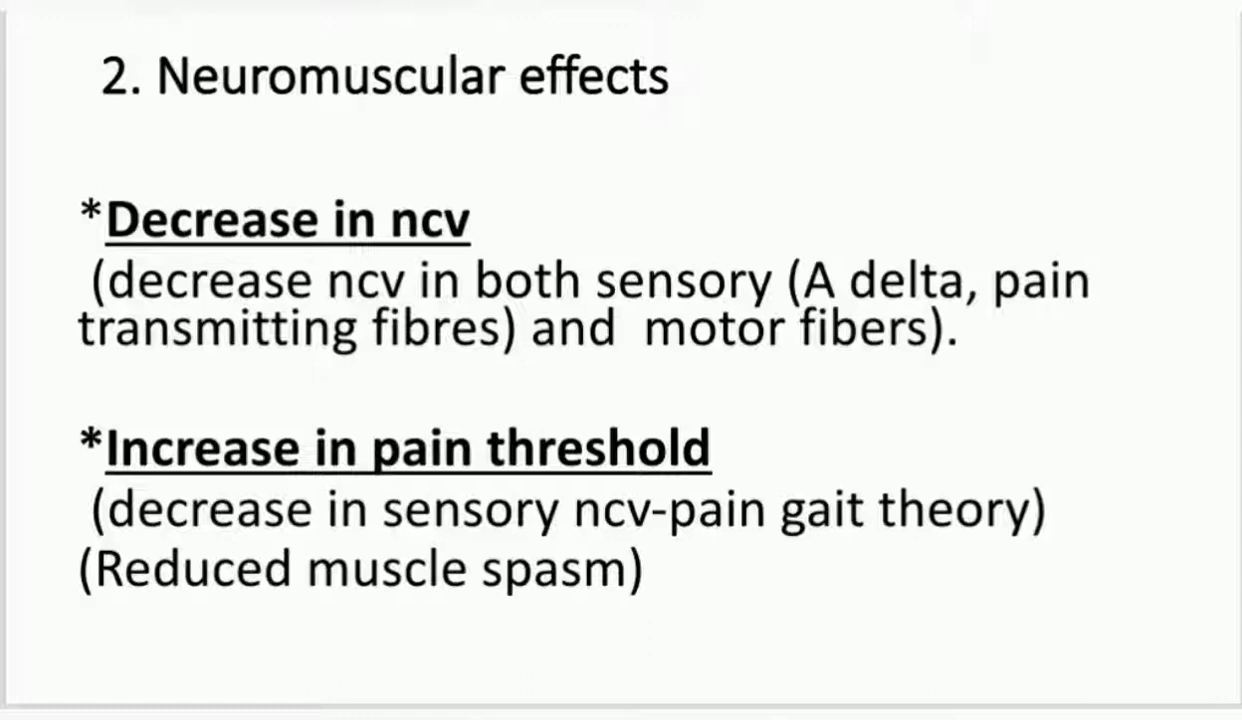 2. Neuromuscular effects
*Decrease in ncv
(decrease ncv in both sensory (A delta, pain
transmitting fibres) and motor fibers).
*Increase in pain threshold
(decrease in sensory ncv-pain gait theory)
(Reduced muscle spasm)